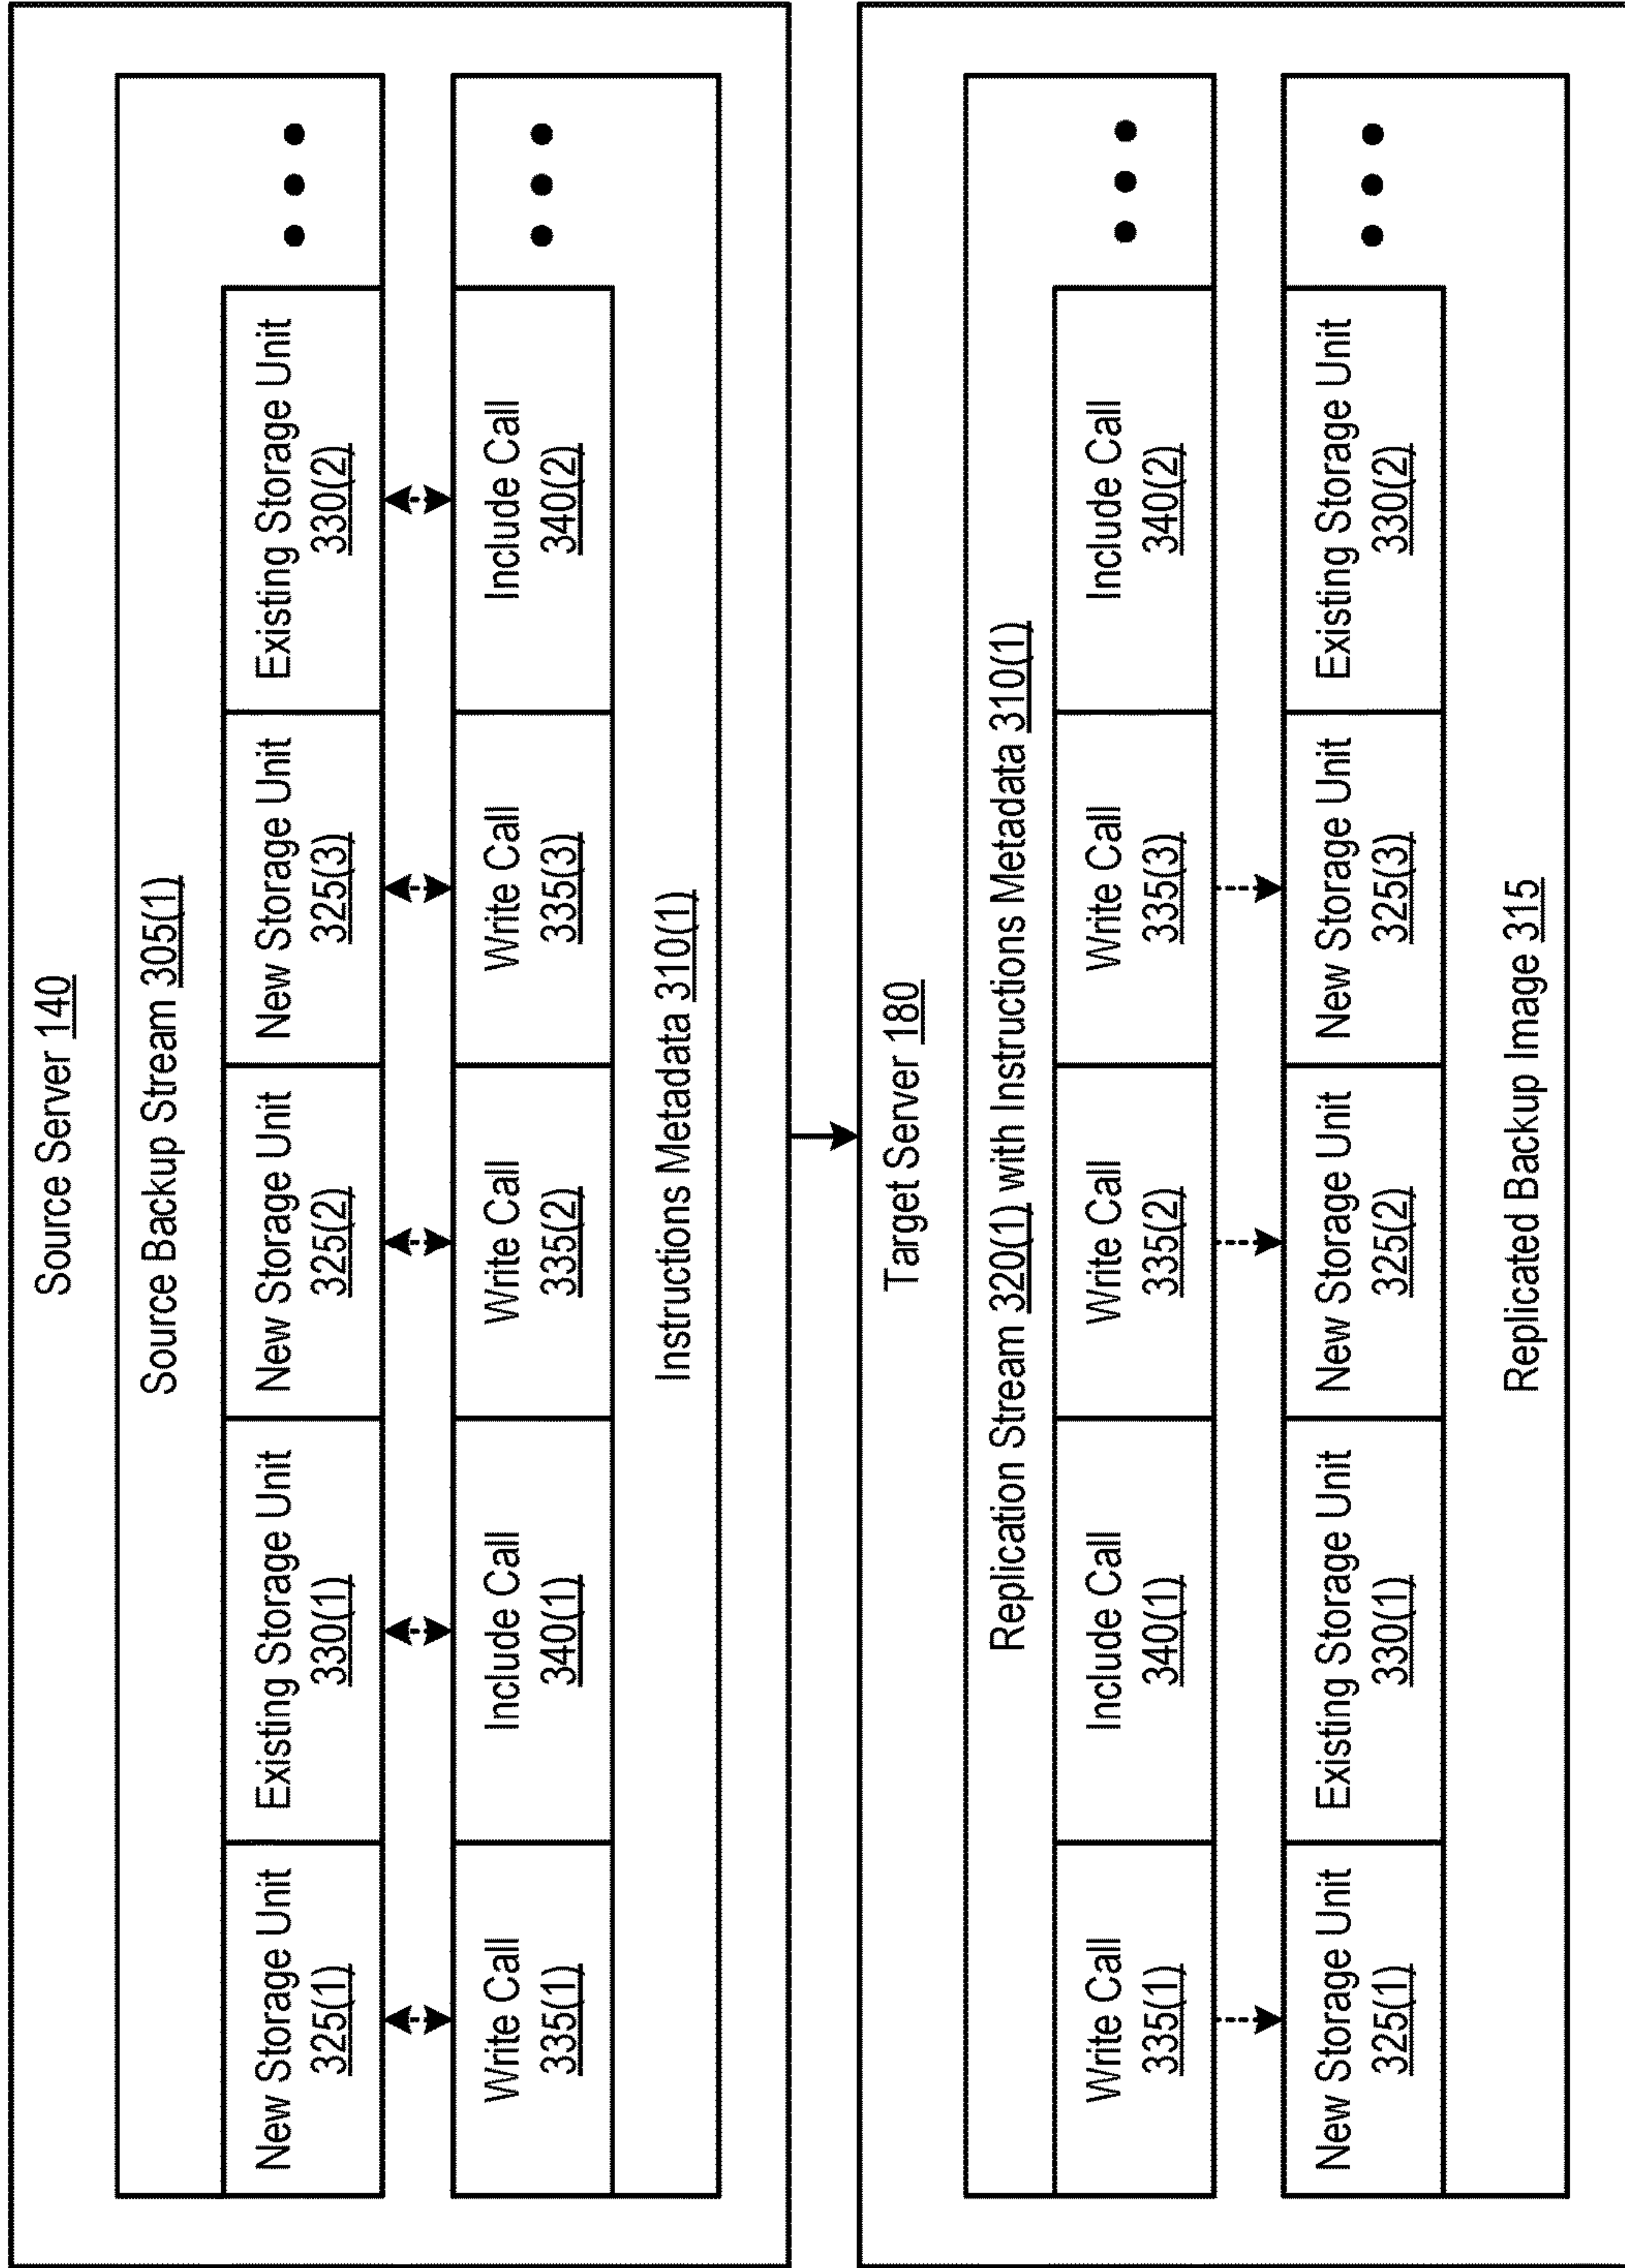 Source Server 140
Source Backup Stream 305(1)
New Storage Unit
325(1)
Existing Storage Unit
330(1)
New Storage Unit
325(2)
New Storage Unit
325(3)
Existing Storage Unit
330(2)
Write Call
335(1)
Include Call
340(1)
Write Call
335(2)
Write Call
335(3)
Include Call
340(2)
Instructions Metadata 310(1)
Target Server 180
Replication Stream 320(1) with Instructions Metadata 310(1)
Write Call
335(1)
Include Call
340(1)
Write Call
335(2)
Write Call
335(3)
Include Call
340(2)
New Storage Unit
325(1)
Existing Storage Unit
330(1)
New Storage Unit
325(2)
New Storage Unit
325(3)
Existing Storage Unit
330(2)
Replicated Backup Image 315